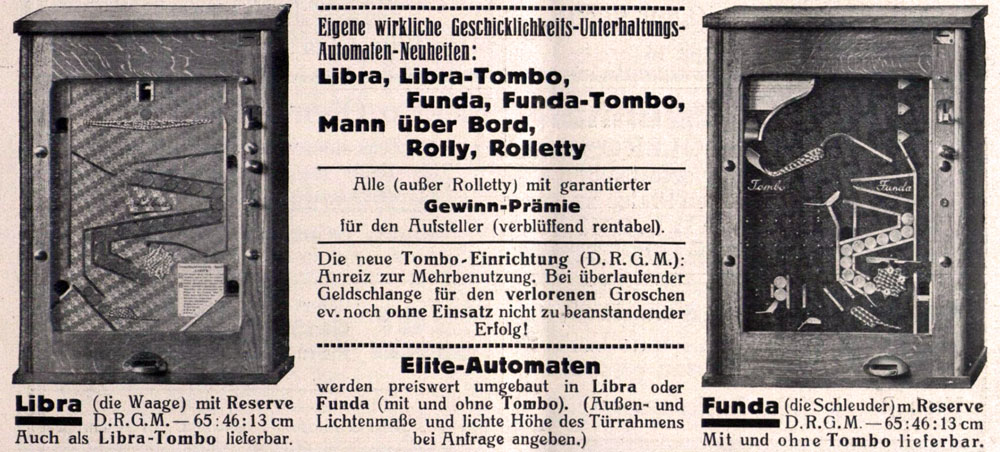 Eigene wirkliche Geschicklichkeits-Unterhaltungs-
Automaten-Neuheiten:
Libra, Libra-Tombo,
Funda, Funda-Tombo,
Mann über Bord,
Rolly, Rolletty
Alle (außer Rolletty) mit garantierter
Gewinn-Prämie
für den Aufsteller (verblüffend rentabel).
Die neue Tombo-Einrichtung (D.R.G.M.):
Anreiz zur Mehrbenutzung. Bei überlaufender
Geldschlange für den verlorenen Groschen
ev. noch ohne Einsatz nicht zu beanstandender
Erfolg!
Elite-Automaten
werden preiswert umgebaut in Libra oder
Funda (mit und ohne Tombo). (Außen- und
Lichtenmaße und lichte Höhe des Türrahmens
bei Anfrage angeben.)
Libra (die Waage) mit Reserve
D.R.G.M. — 65:46:13 cm
Auch als Libra-Tombo lieferbar.
Tombo
Funda
Funda (die Schleuder) m. Reserve
D.R.G.M. — 65:46:13 cm
Mit und ohne Tombo lieferbar.